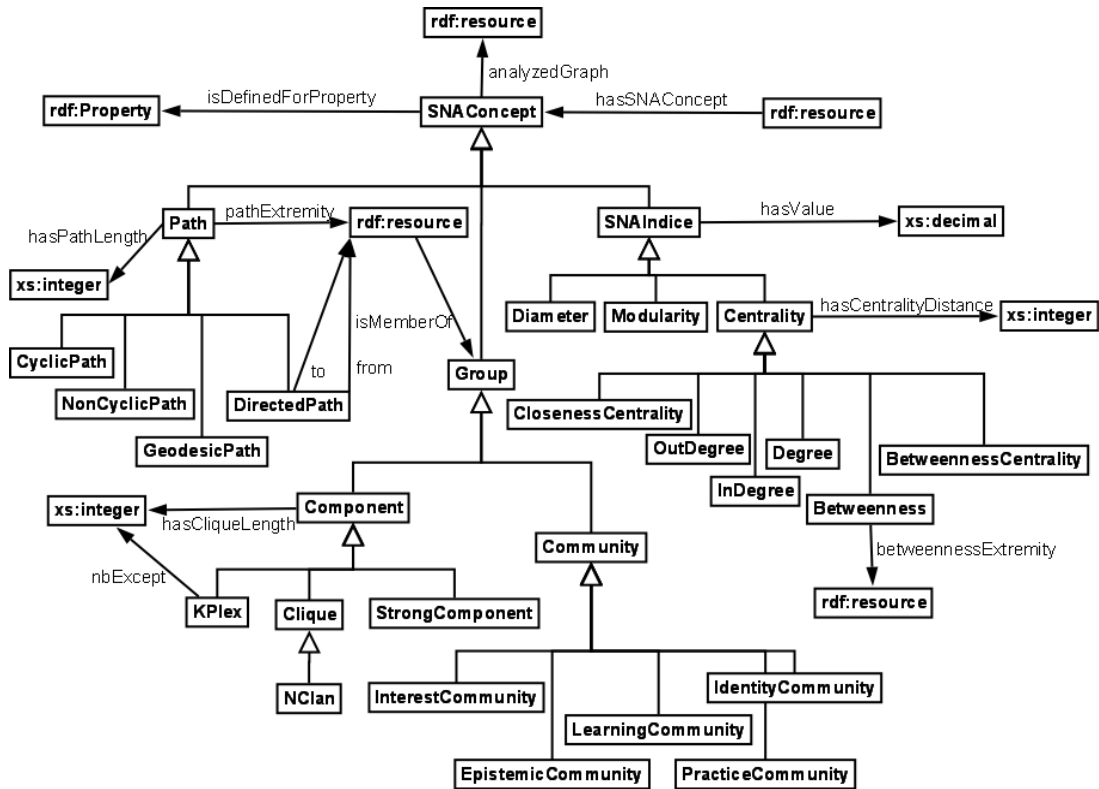 rdf:resource
analyzedGraph
isDefinedForProperty
hasSNAConcept
rdf:Property
SNAConcept
rdf:resource
Path
pathExtremity
rdf:resource
SNAIndice
hasValue
xs:decimal
hasPathLength
xs:integer
Diameter
Modularity
Centrality
hasCentralityDistance
xs:integer
isMemberOf
CyclicPath
to
from
Group
NonCyclicPath
DirectedPath
ClosenessCentrality
GeodesicPath
OutDegree
Degree
BetweennessCentrality
InDegree
xs:integer
hasCliqueLength
Component
Betweenness
Community
betweennessExtremity
nbExcept
KPlex
Clique
StrongComponent
rdf:resource
NClan
InterestCommunity
IdentityCommunity
LearningCommunity
EpistemicCommunity
PracticeCommunity